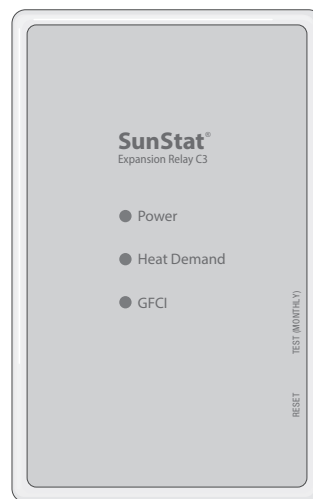 SunStat®
Expansion Relay C3
Power
Heat Demand
GFCI
TEST (MONTHLY)
RESET